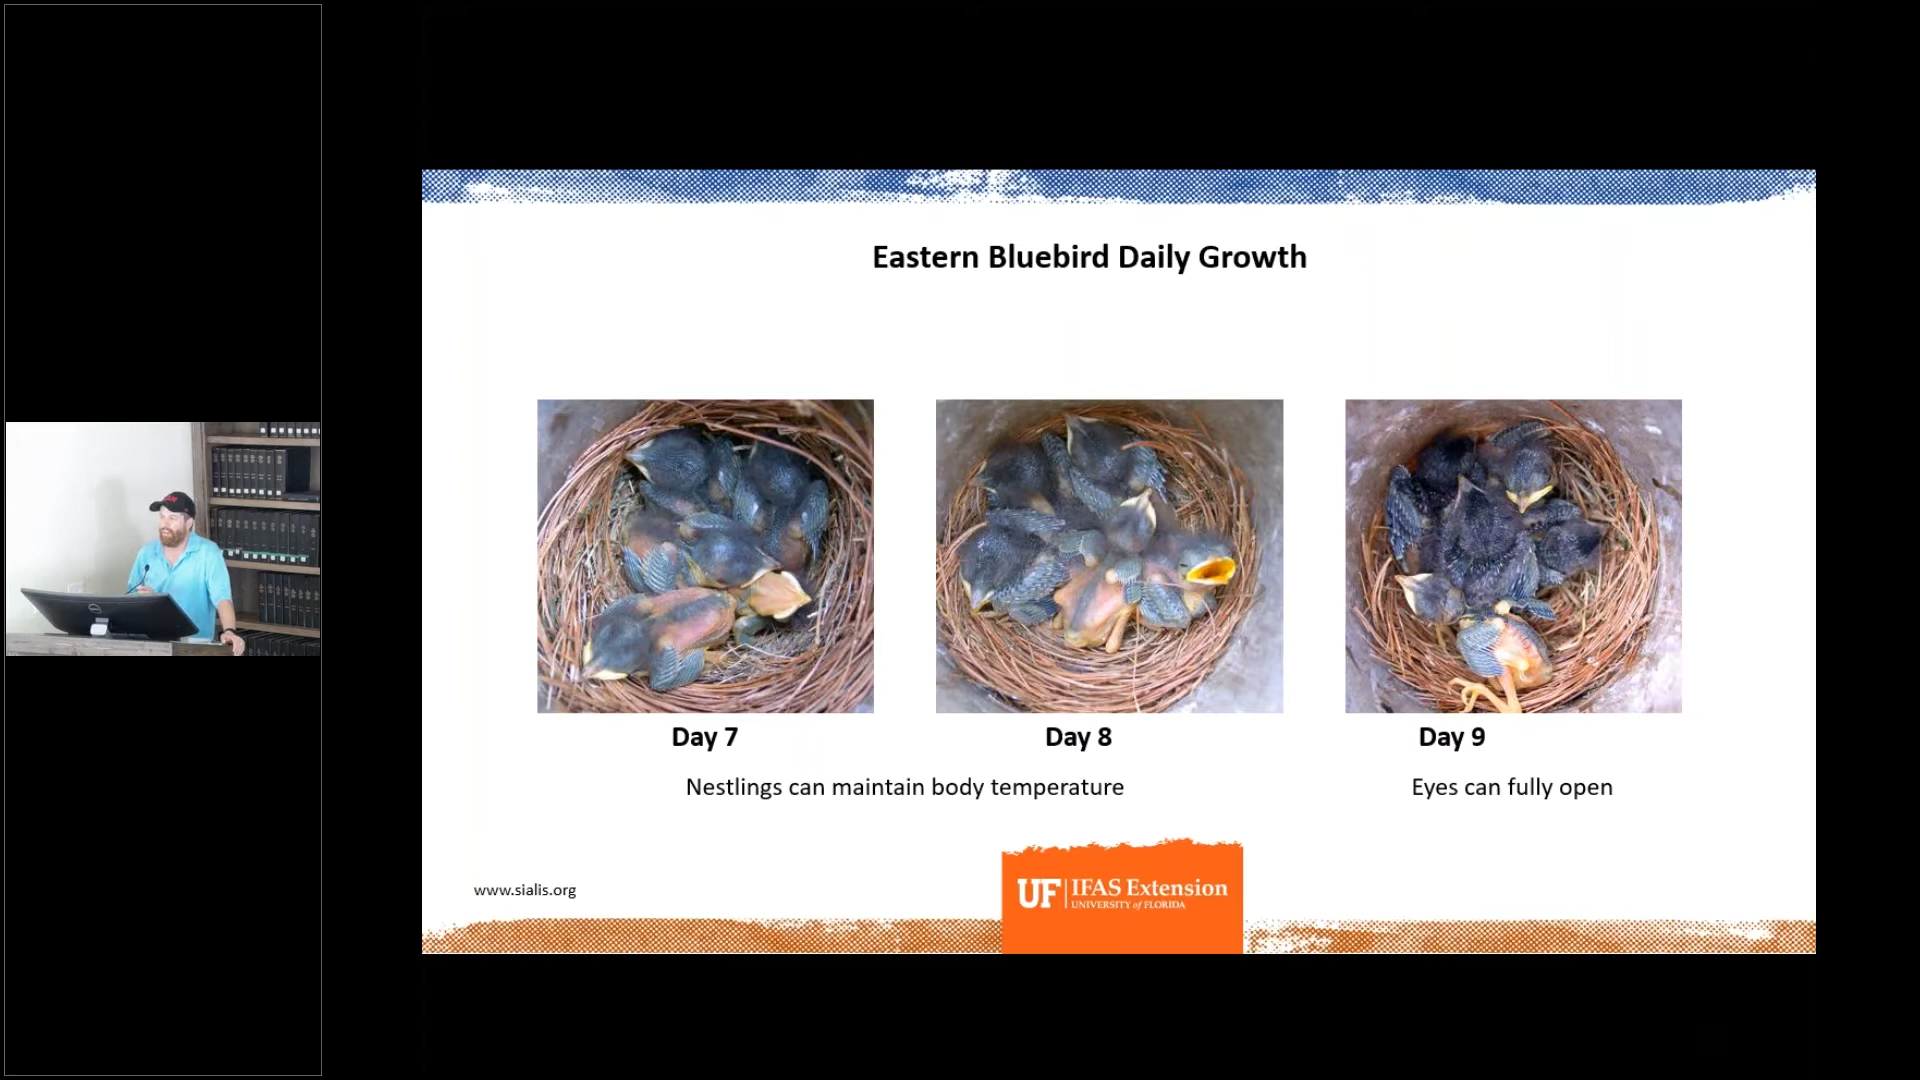 Eastern Bluebird Daily Growth
Day 7
Day 8
Day 9
Nestlings can maintain body temperature
Eyes can fully open
www.sialis.org
UF | IFAS Extension
UNIVERSITY of FLORIDA